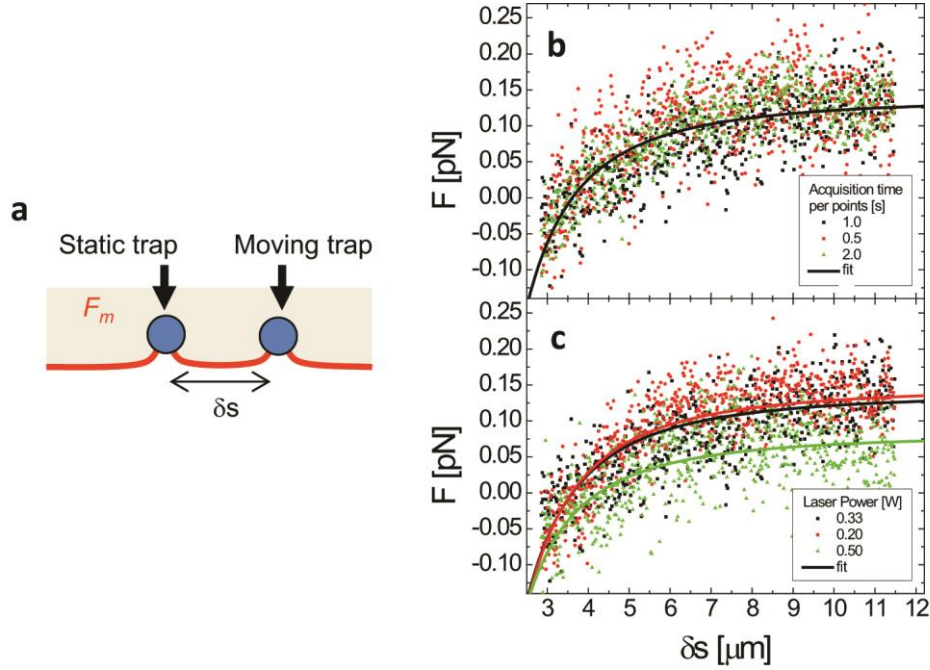 a
Static trap
Moving trap
F_m
δs
b
F [pN]
0.25
0.20
0.15
0.10
0.05
0.00
-0.05
-0.10
Acquisition time
per points [s]
1.0
0.5
2.0
fit
c
F [pN]
0.25
0.20
0.15
0.10
0.05
0.00
-0.05
-0.10
Laser Power [W]
0.33
0.20
0.50
fit
3 4 5 6 7 8 9 10 11 12
δs [μm]